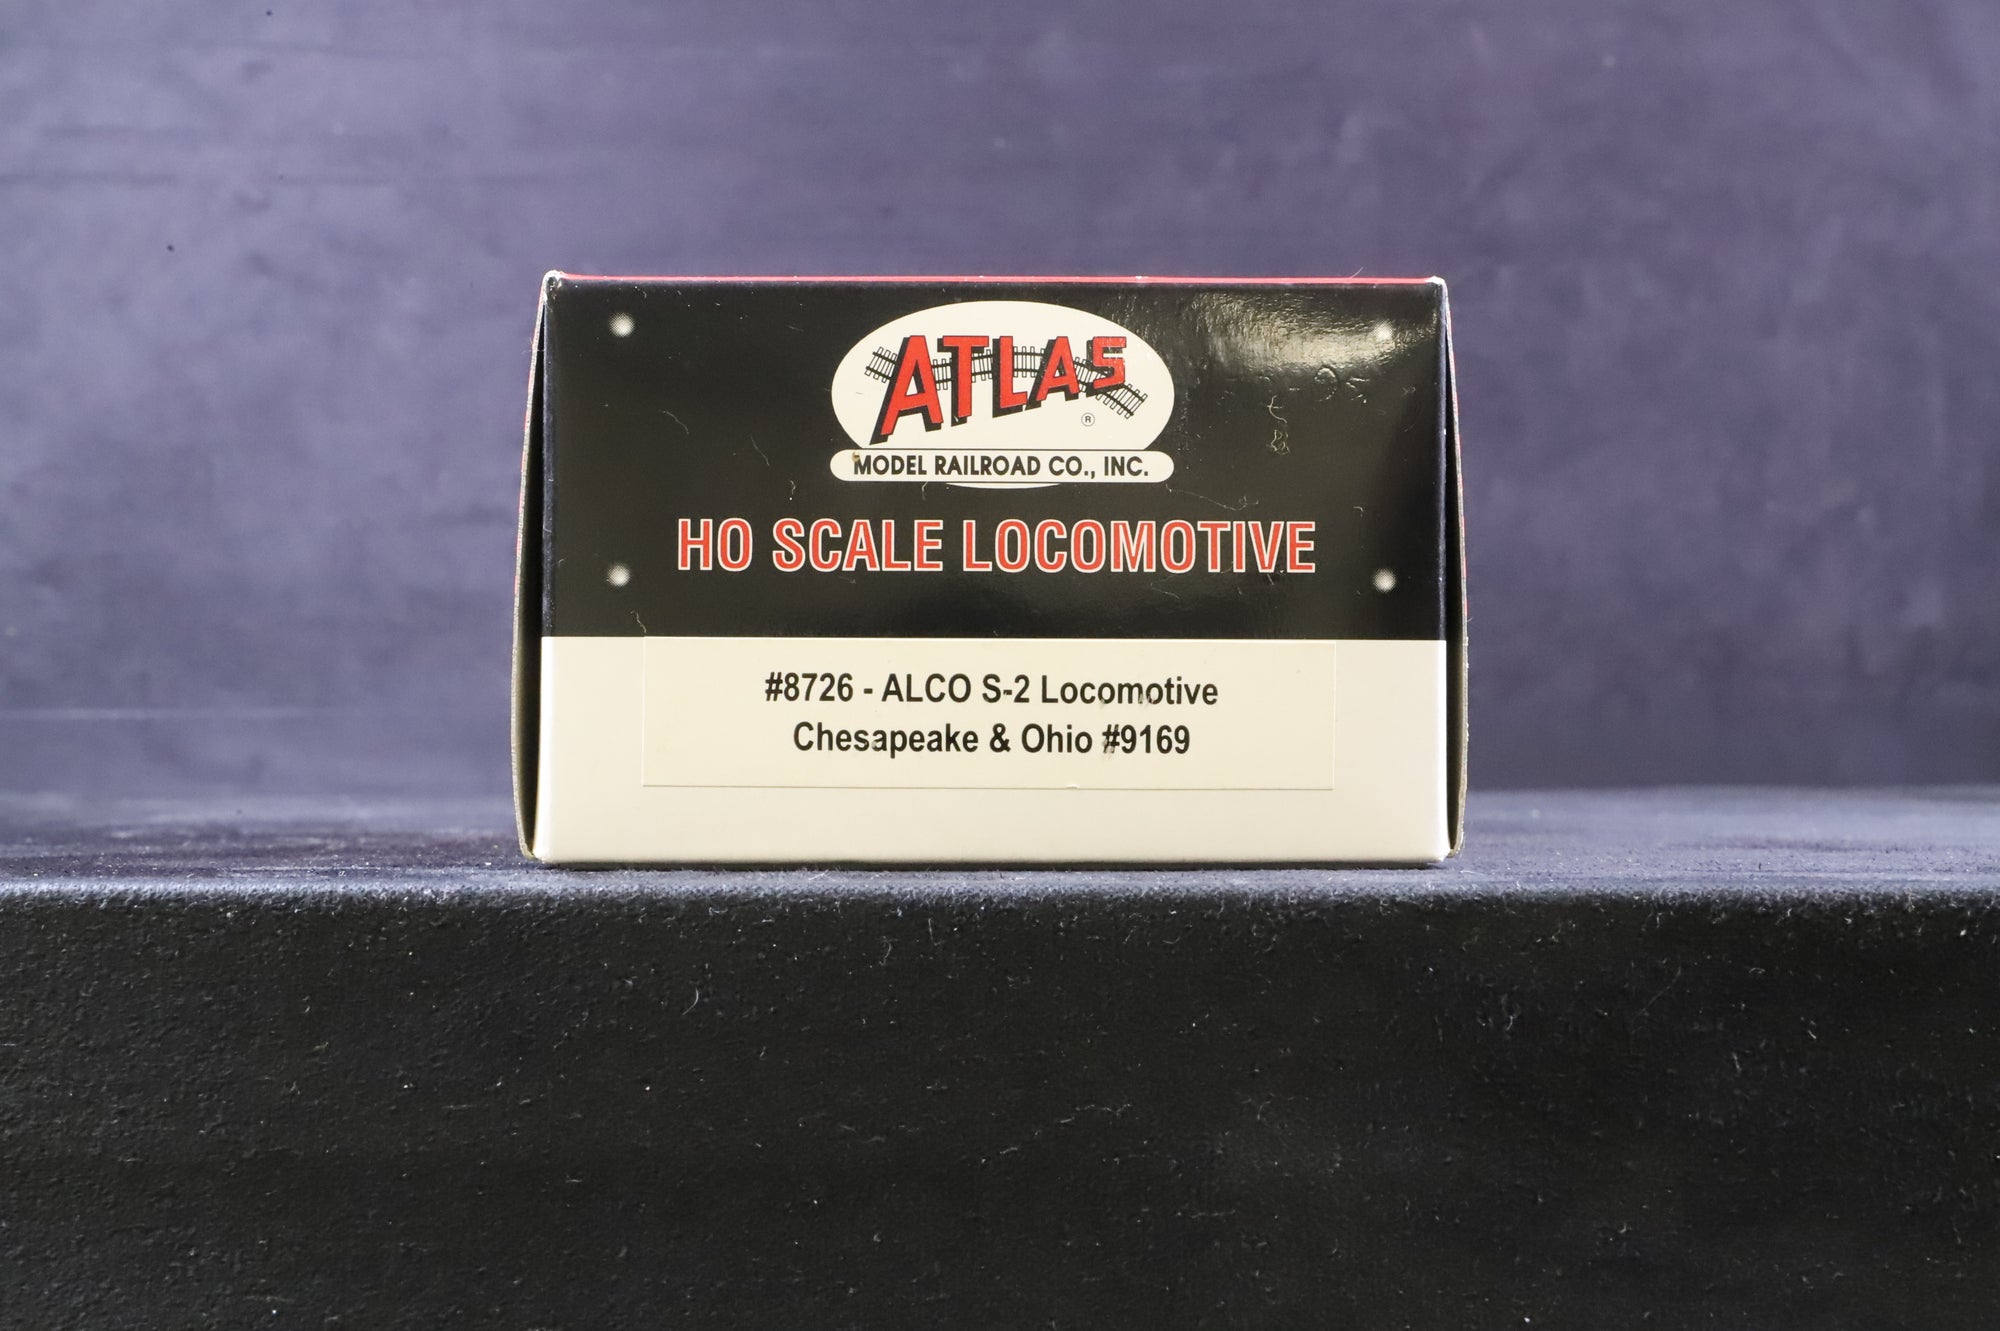 ATLAS
®
MODEL RAILROAD CO., INC.
HO SCALE LOCOMOTIVE
#8726 - ALCO S-2 Locomotive
Chesapeake & Ohio #9169